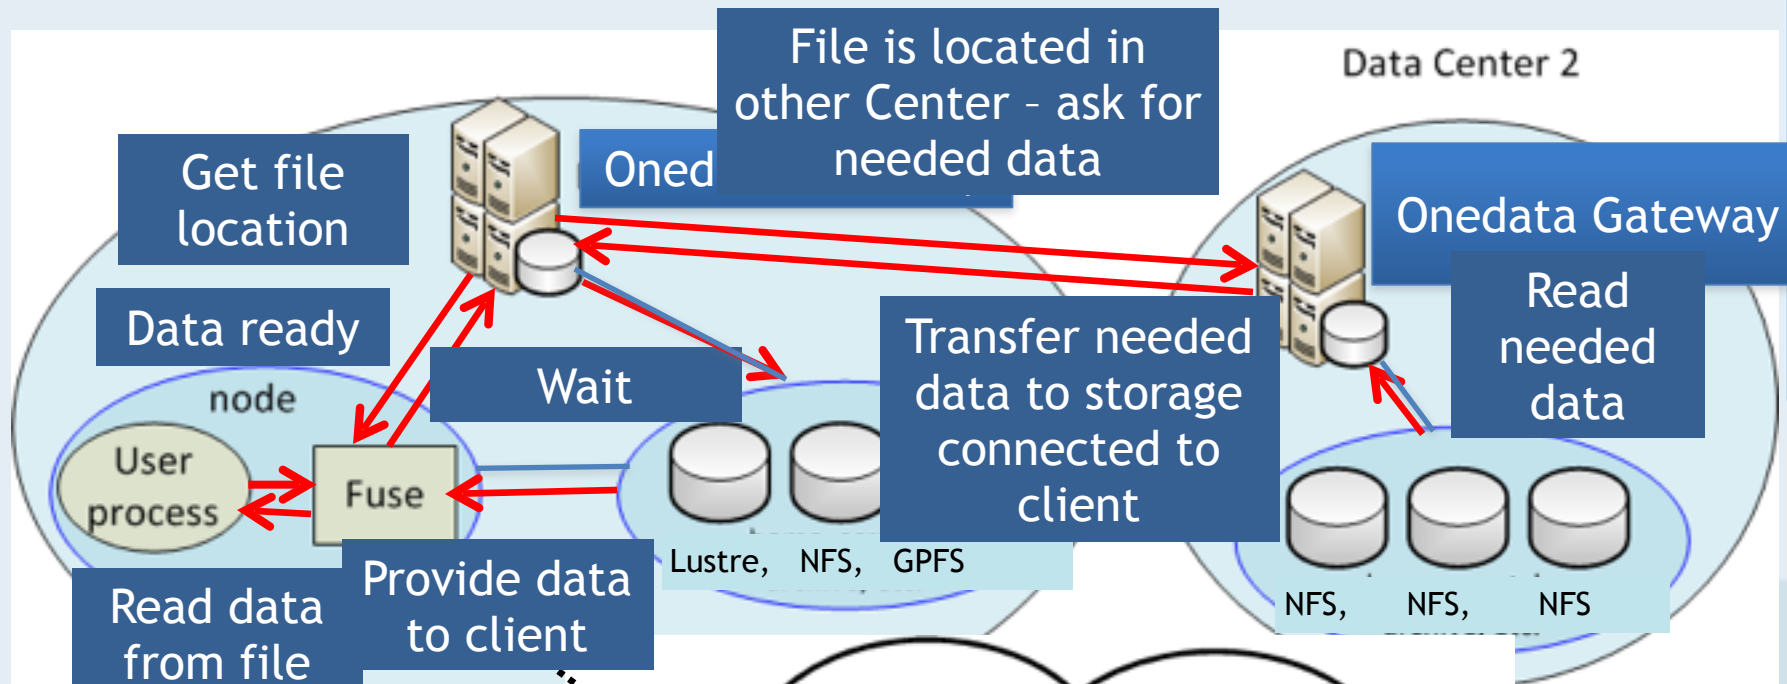 File is located in
other Center – ask for
needed data
Data Center 2
Get file
location
Oned
Onedata Gateway
Data ready
Read
needed
data
Transfer needed
data to storage
connected to
client
Wait
node
User
process
Fuse
Lustre, NFS, GPFS
Provide data
to client
Read data
from file
NFS, NFS, NFS